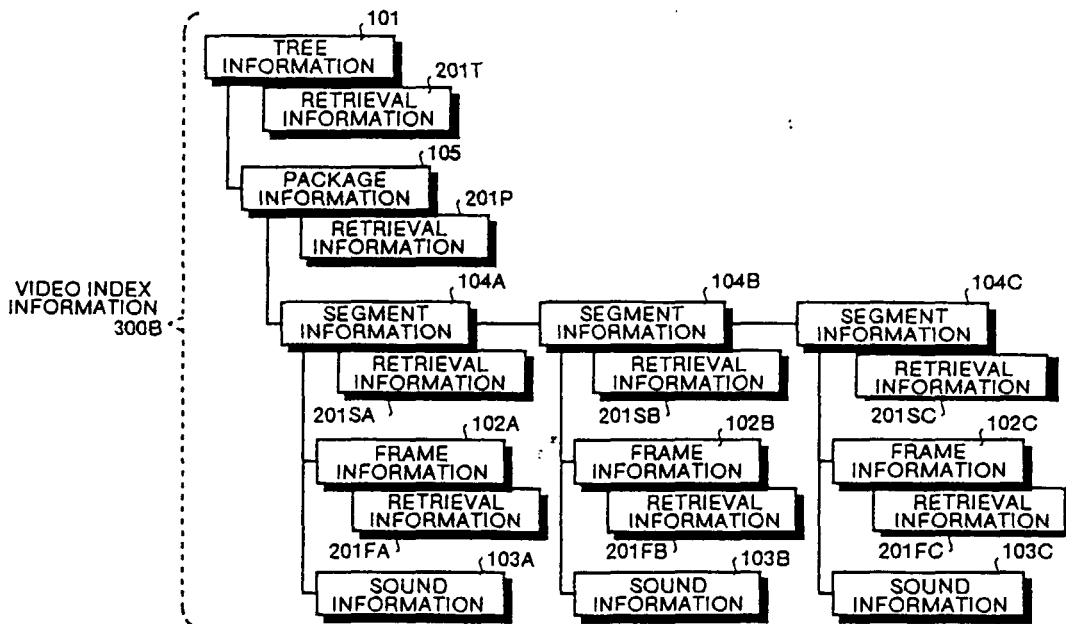 101
TREE
INFORMATION
201T
RETRIEVAL
INFORMATION
105
PACKAGE
INFORMATION
201P
RETRIEVAL
INFORMATION
VIDEO INDEX
INFORMATION
300B
104A
SEGMENT
INFORMATION
104B
SEGMENT
INFORMATION
104C
SEGMENT
INFORMATION
RETRIEVAL
INFORMATION
201SA
RETRIEVAL
INFORMATION
201SB
RETRIEVAL
INFORMATION
201SC
102A
FRAME
INFORMATION
102B
FRAME
INFORMATION
102C
FRAME
INFORMATION
RETRIEVAL
INFORMATION
201FA
RETRIEVAL
INFORMATION
201FB
RETRIEVAL
INFORMATION
201FC
103A
SOUND
INFORMATION
103B
SOUND
INFORMATION
103C
SOUND
INFORMATION